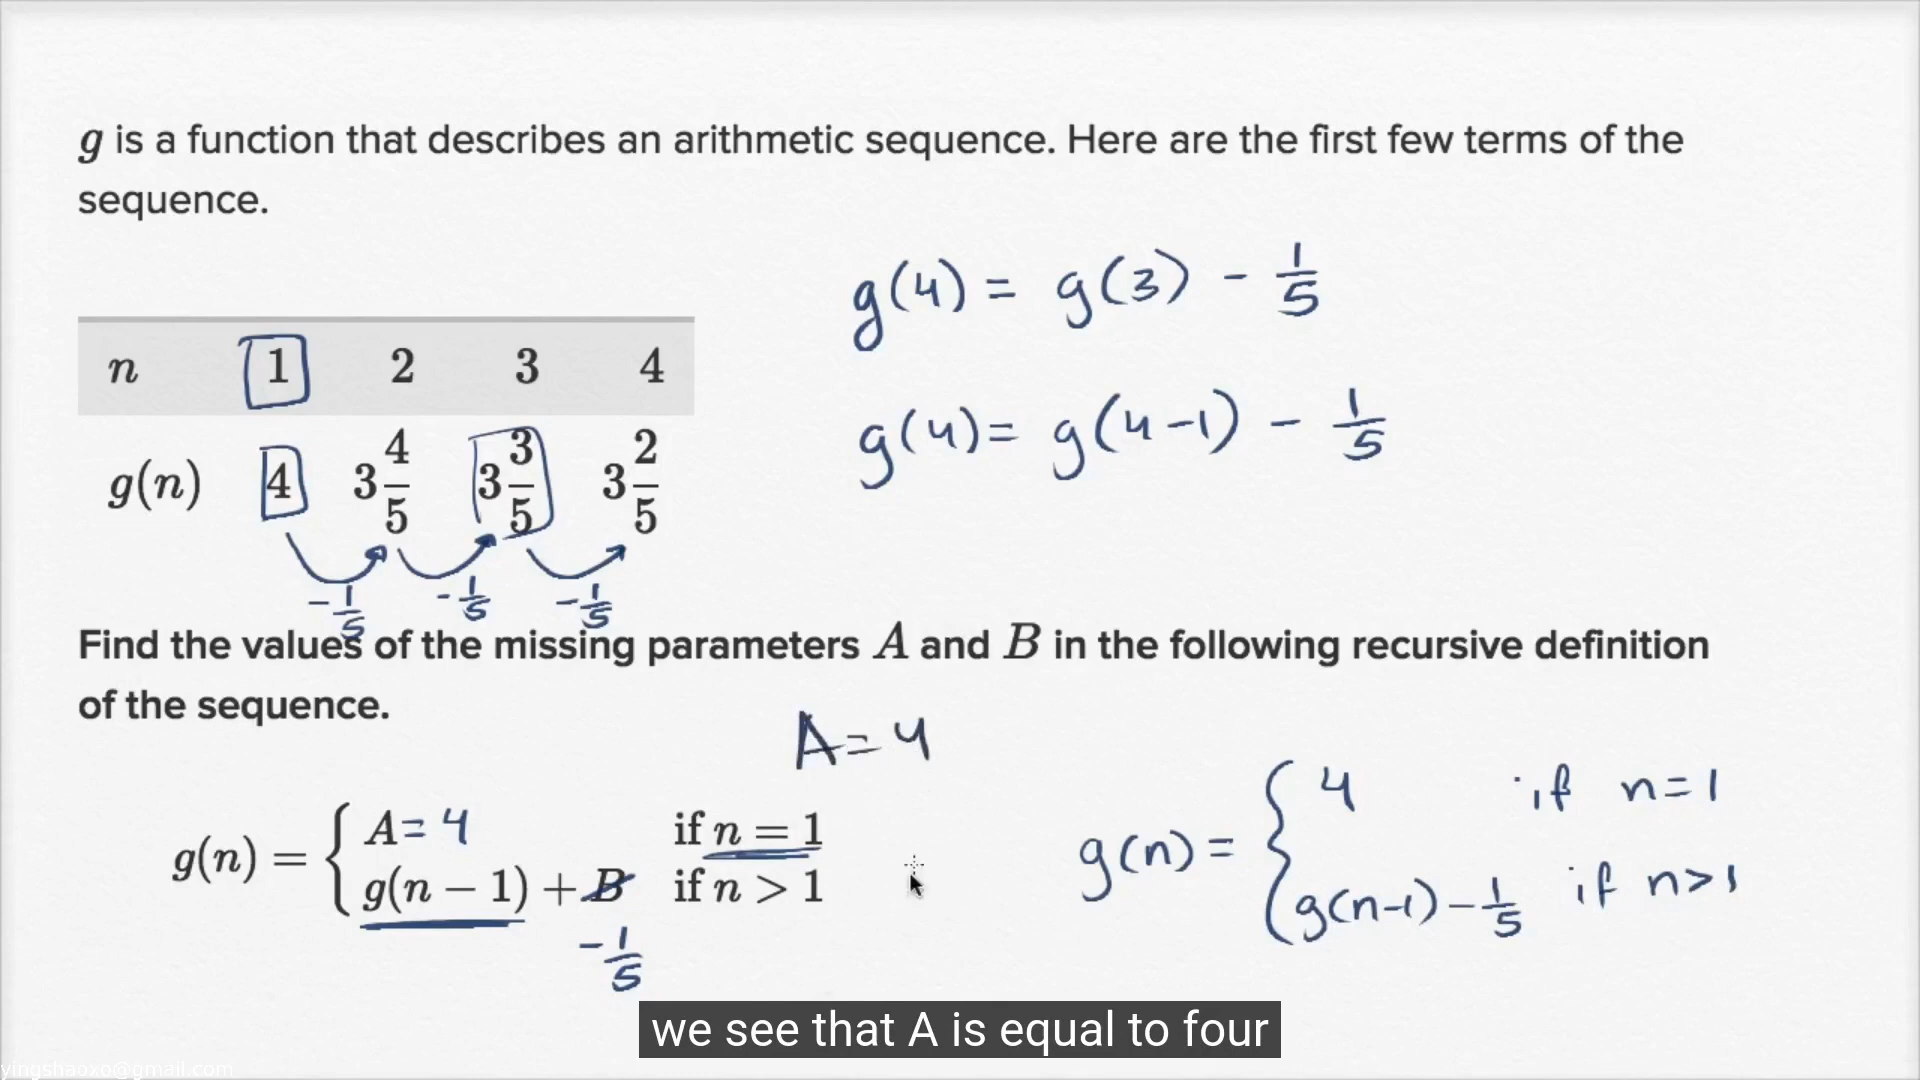 g is a function that describes an arithmetic sequence. Here are the first few terms of the
sequence.
g(4) = g(3) - 1/5
n 1 2 3 4
g(4) = g(4-1) - 1/5
g(n) 4 3 4/5 3 3/5 3 2/5
-1/5 -1/5 -1/5
Find the values of the missing parameters A and B in the following recursive definition
of the sequence.
A=4
g(n) = { A = 4 if n = 1
g(n − 1) + B if n > 1
-1/5
g(n) = { 4 if n=1
g(n-1) - 1/5 if n>1
we see that A is equal to four
yingshaoxo@gmail.com